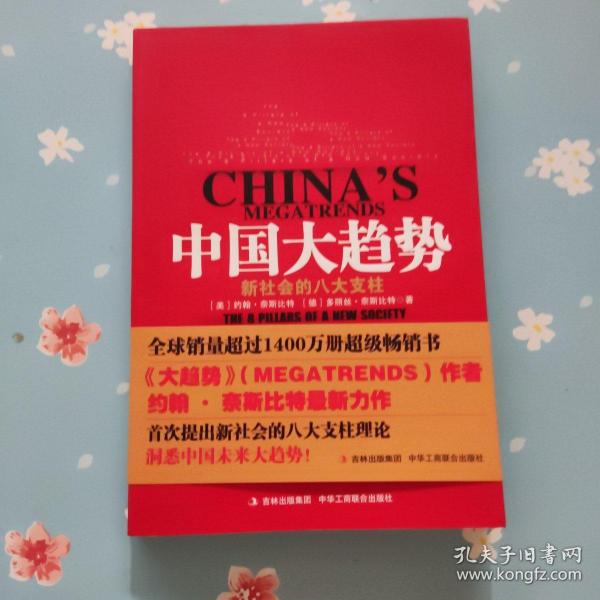 CHINA'S
MEGATRENDS
中国大趋势
新社会的八大支柱
[美]约翰·奈斯比特 [德]多丽丝·奈斯比特◇著
THE 8 PILLARS OF A NEW SOCIETY
全球销量超过1400万册超级畅销书
《大趋势》(MEGATRENDS)作者
约翰·奈斯比特最新力作
首次提出新社会的八大支柱理论
洞悉中国未来大趋势!
吉林出版集团 中华工商联合出版社
吉林出版集团 中华工商联合出版社
孔夫子旧书网
www.kongfz.com